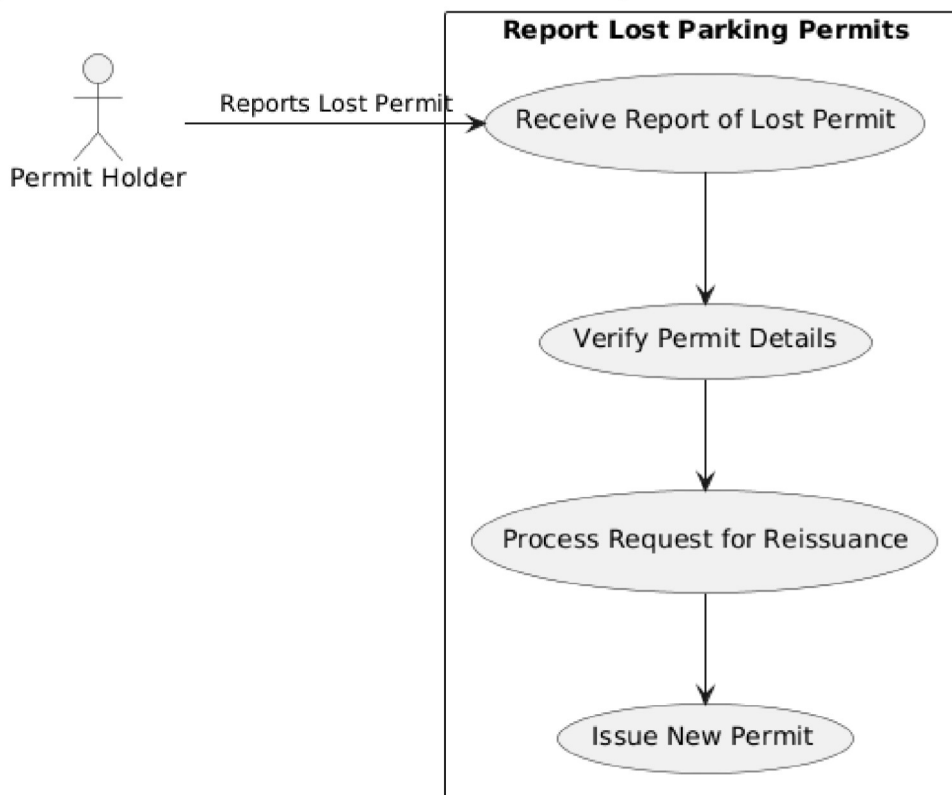 Report Lost Parking Permits
Reports Lost Permit
Receive Report of Lost Permit
Permit Holder
Verify Permit Details
Process Request for Reissuance
Issue New Permit